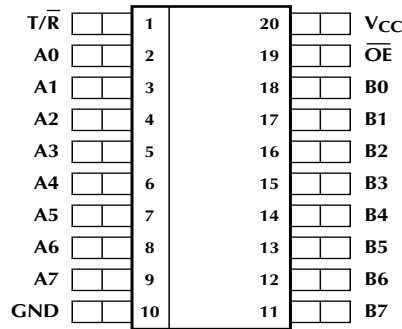 T/R̅ 1 20 VCC
A0 2 19 O̅E̅
A1 3 18 B0
A2 4 17 B1
A3 5 16 B2
A4 6 15 B3
A5 7 14 B4
A6 8 13 B5
A7 9 12 B6
GND 10 11 B7